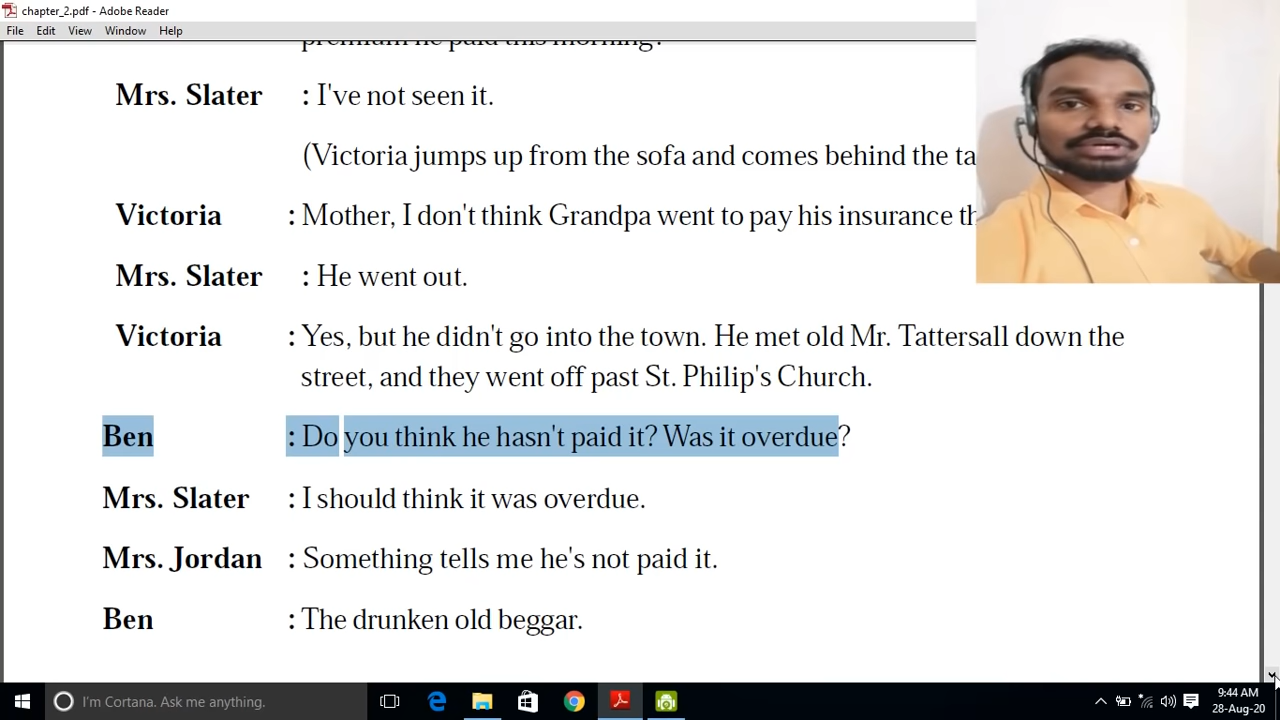 chapter_2.pdf - Adobe Reader
File Edit View Window Help
premium he paid this morning?
Mrs. Slater : I've not seen it.
(Victoria jumps up from the sofa and comes behind the
Victoria : Mother, I don't think Grandpa went to pay his insurance
Mrs. Slater : He went out.
Victoria : Yes, but he didn't go into the town. He met old Mr. Tattersall down the
street, and they went off past St. Philip's Church.
Ben : Do you think he hasn't paid it? Was it overdue?
Mrs. Slater : I should think it was overdue.
Mrs. Jordan : Something tells me he's not paid it.
Ben : The drunken old beggar.
I'm Cortana. Ask me anything.
9:44 AM
28-Aug-20